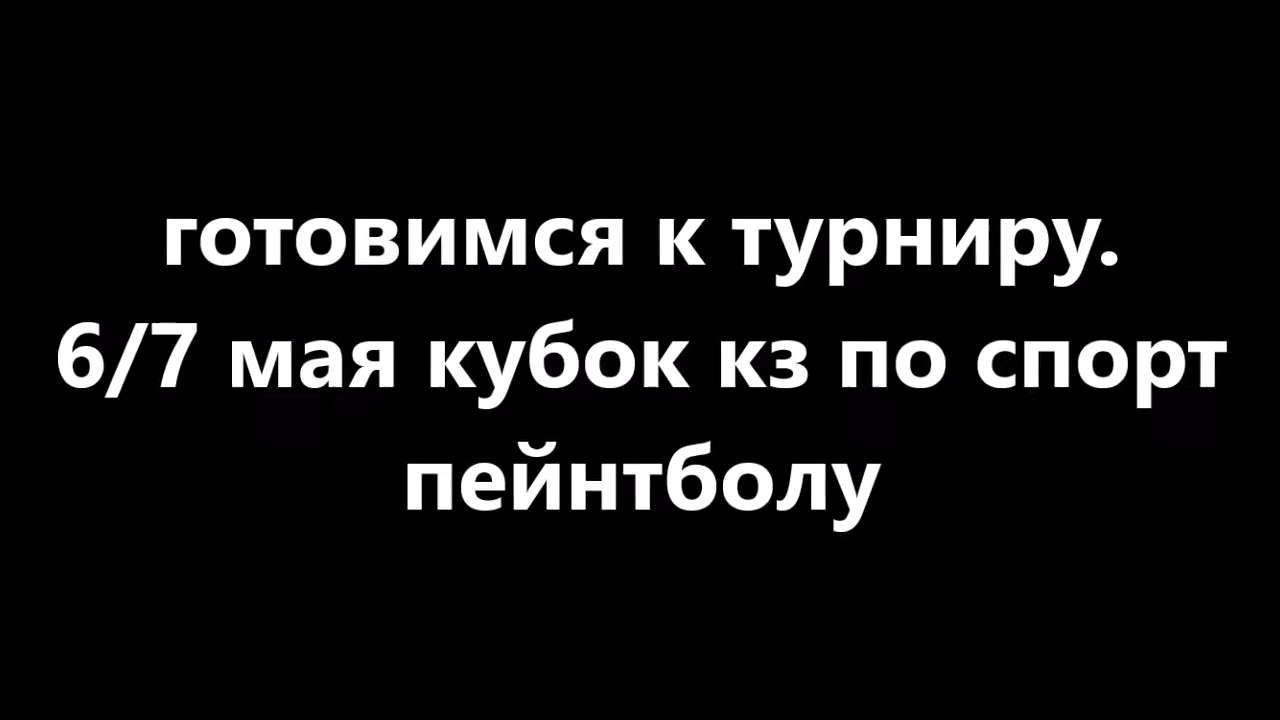 готовимся к турниру.
6/7 мая кубок кз по спорт
пейнтболу